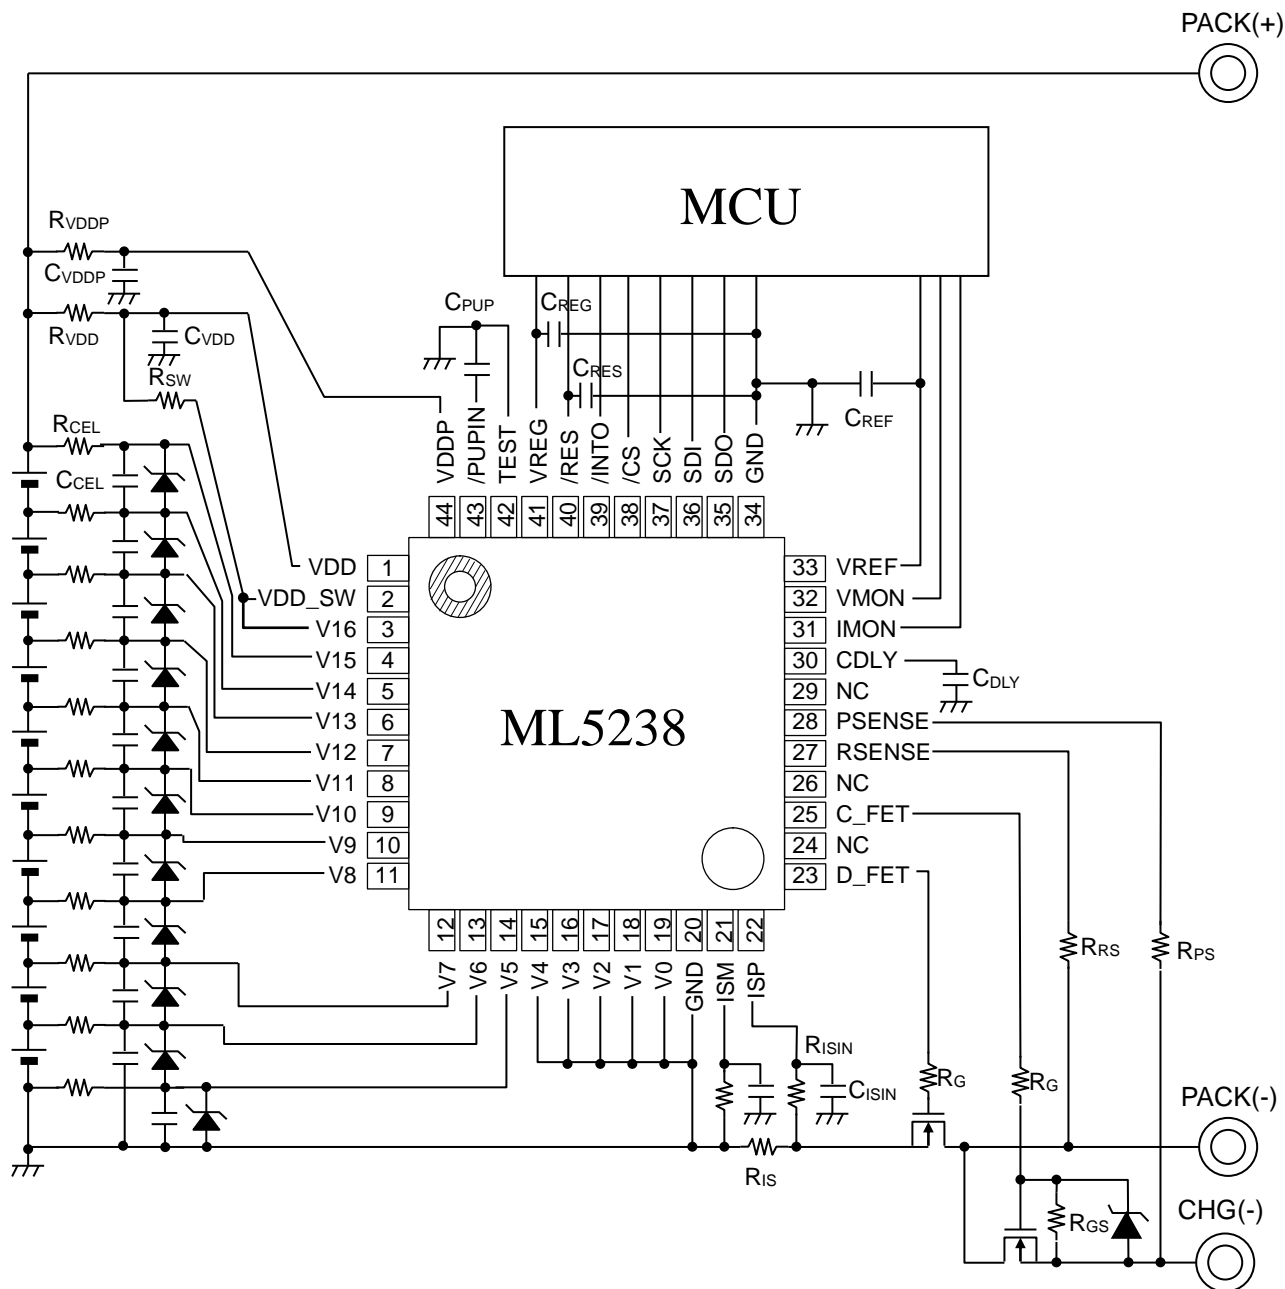 PACK(+)
MCU
RVDDP
CVDDP
RVDD
CVDD
RSW
RCEL
CCEL
CPUP
CREG
CRES
CREF
VDDP
/PUPIN
TEST
VREG
/RES
/INTO
/CS
SCK
SDI
SDO
GND
44
43
42
41
40
39
38
37
36
35
34
VDD 1
VDD_SW 2
V16 3
V15 4
V14 5
V13 6
V12 7
V11 8
V10 9
V9 10
V8 11
ML5238
33 VREF
32 VMON
31 IMON
30 CDLY
CDLY
29 NC
28 PSENSE
27 RSENSE
26 NC
25 C_FET
24 NC
23 D_FET
12
13
14
15
16
17
18
19
20
21
22
V7
V6
V5
V4
V3
V2
V1
V0
GND
ISM
ISP
RRS
RPS
RISIN
CISIN
RG
RG
RIS
PACK(-)
RGS
CHG(-)